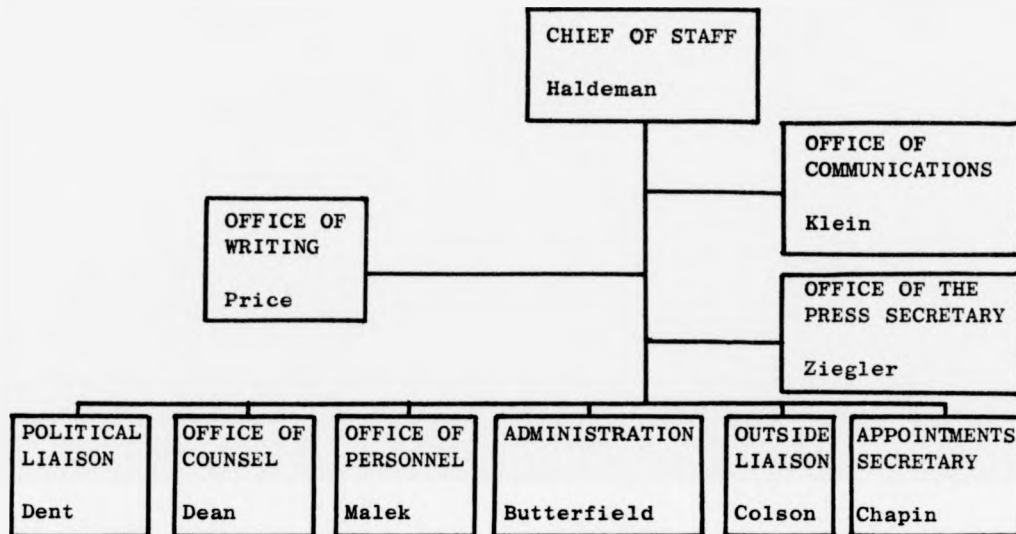 CHIEF OF STAFF
Haldeman
OFFICE OF
COMMUNICATIONS
Klein
OFFICE OF
WRITING
Price
OFFICE OF THE
PRESS SECRETARY
Ziegler
POLITICAL
LIAISON
Dent
OFFICE OF
COUNSEL
Dean
OFFICE OF
PERSONNEL
Malek
ADMINISTRATION
Butterfield
OUTSIDE
LIAISON
Colson
APPOINTMENTS
SECRETARY
Chapin